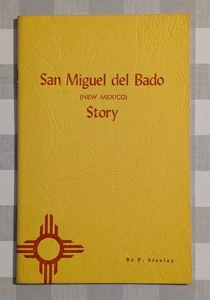 San Miguel del Bado
(NEW MEXICO)
Story
By F. Stanley